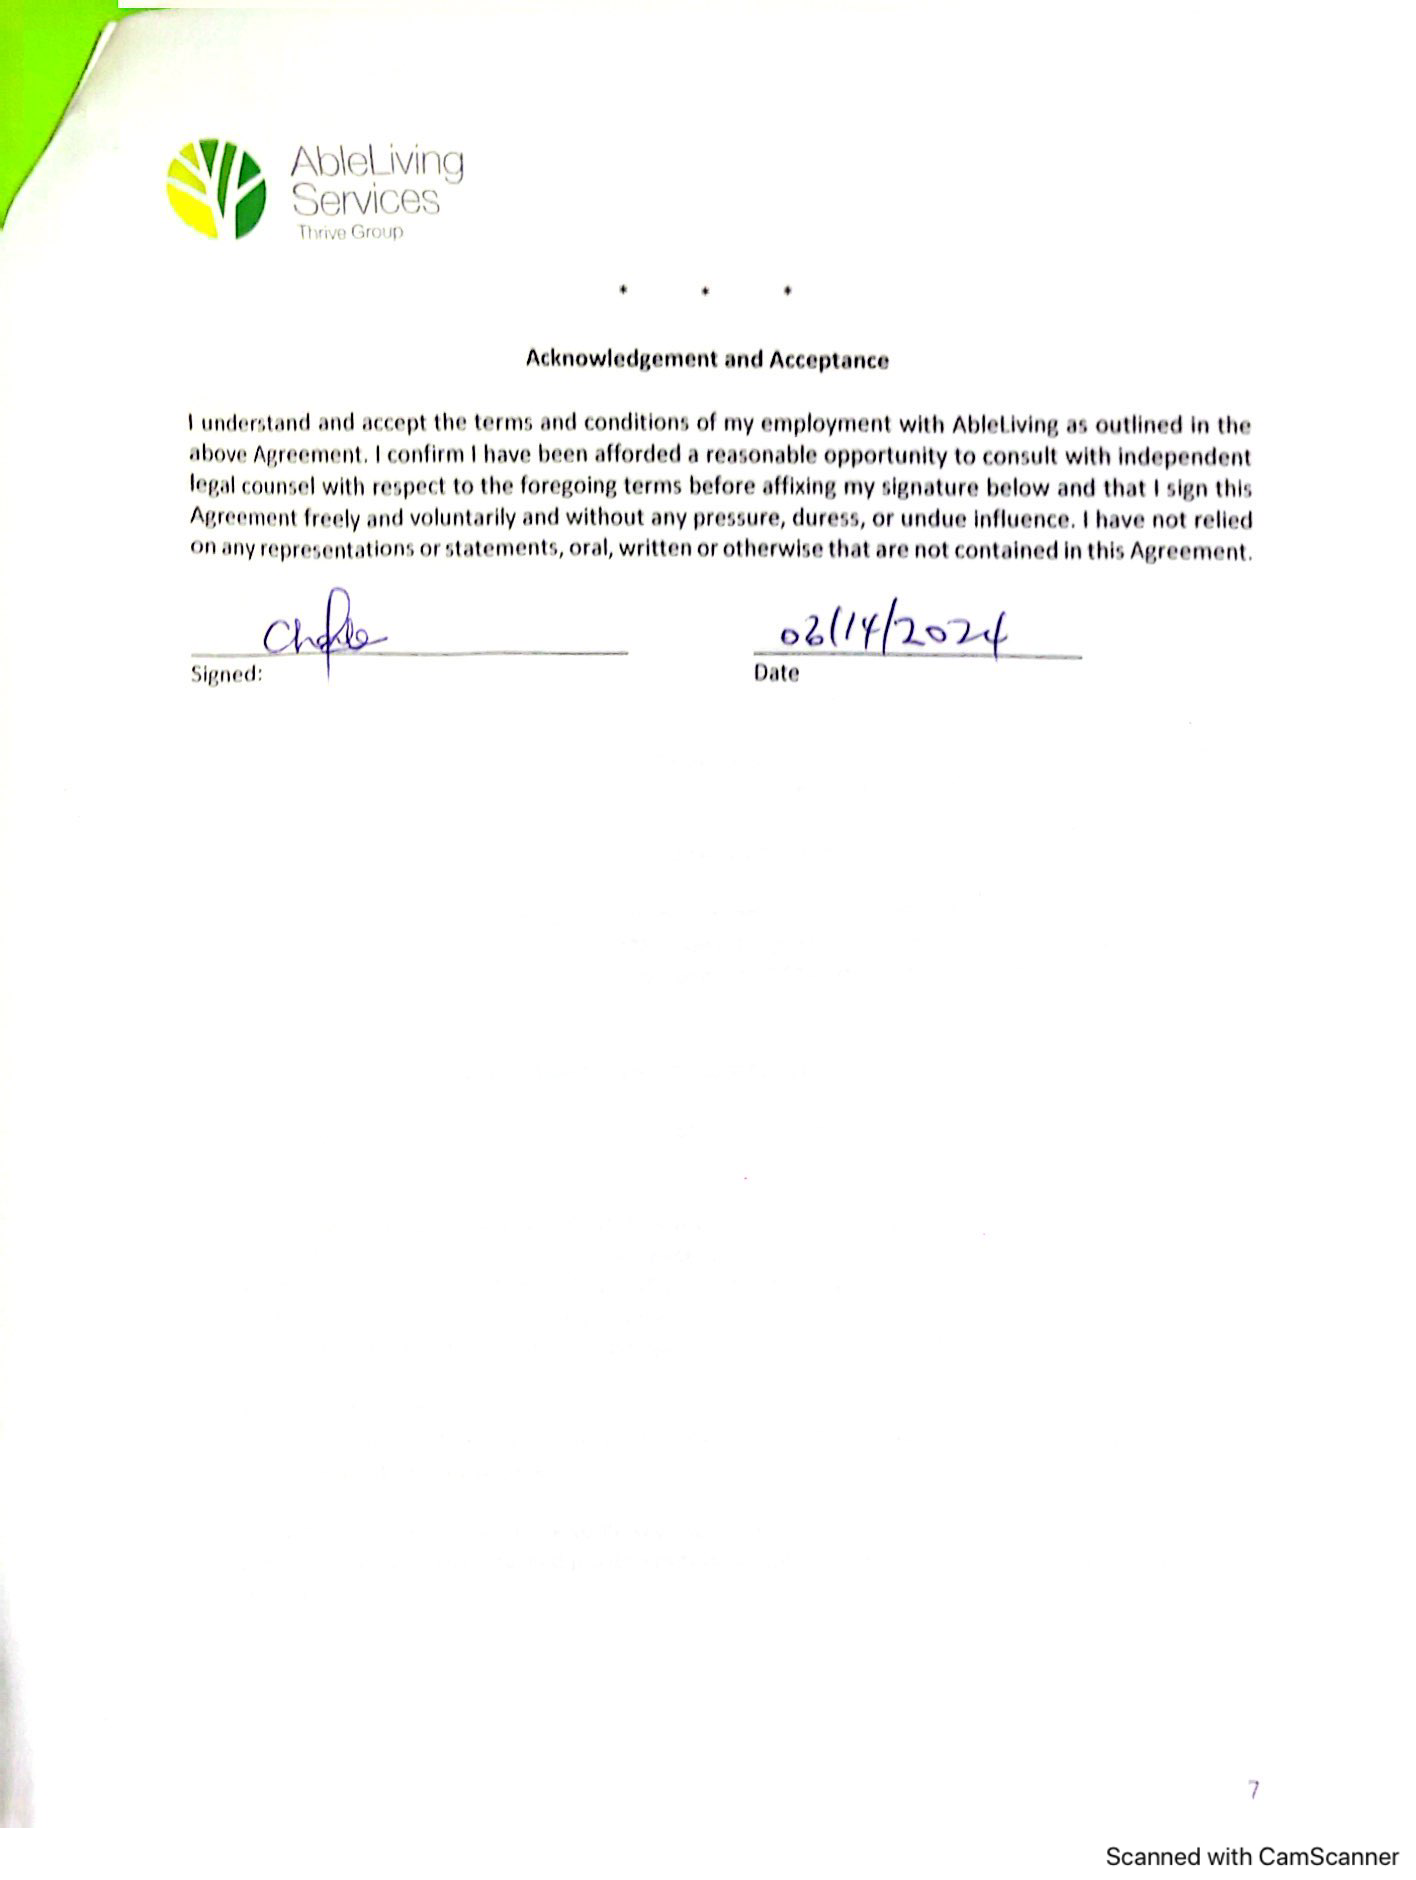 AbleLiving
Services
Thrive Group
* * *
Acknowledgement and Acceptance
I understand and accept the terms and conditions of my employment with AbleLiving as outlined in the
above Agreement. I confirm I have been afforded a reasonable opportunity to consult with independent
legal counsel with respect to the foregoing terms before affixing my signature below and that I sign this
Agreement freely and voluntarily and without any pressure, duress, or undue influence. I have not relied
on any representations or statements, oral, written or otherwise that are not contained in this Agreement.
/14/2024
Signed:
Date
7
Scanned with CamScanner